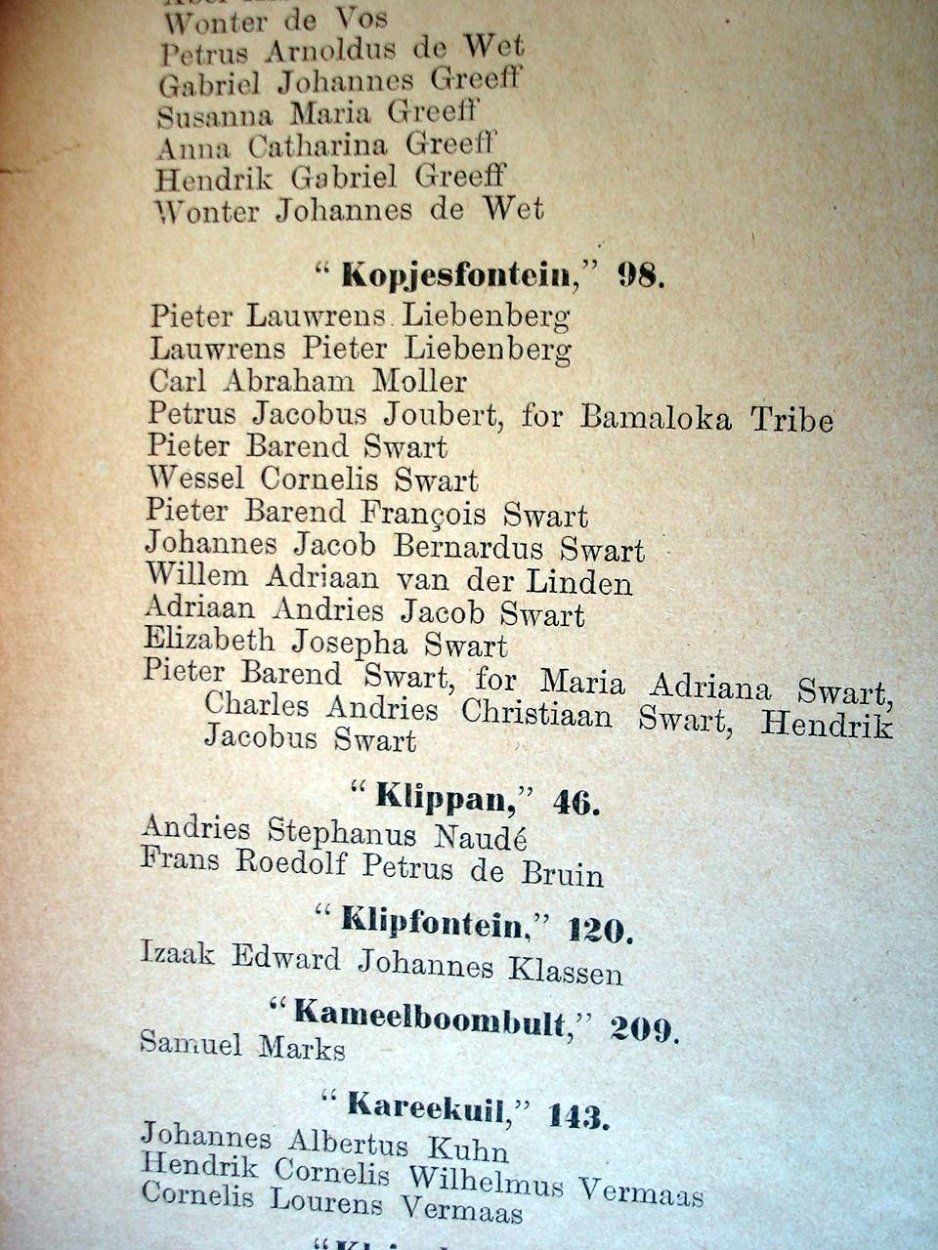 Wonter de Vos
Petrus Arnoldus de Wet
Gabriel Johannes Greeff
Susanna Maria Greeff
Anna Catharina Greeff
Hendrik Gabriel Greeff
Wonter Johannes de Wet
“ Kopjesfontein,” 98.
Pieter Lauwrens Liebenberg
Lauwrens Pieter Liebenberg
Carl Abraham Moller
Petrus Jacobus Joubert, for Bamaloka Tribe
Pieter Barend Swart
Wessel Cornelis Swart
Pieter Barend François Swart
Johannes Jacob Bernardus Swart
Willem Adriaan van der Linden
Adriaan Andries Jacob Swart
Elizabeth Josepha Swart
Pieter Barend Swart, for Maria Adriana Swart,
Charles Andries Christiaan Swart, Hendrik
Jacobus Swart
“ Klippan,” 46.
Andries Stephanus Naudé
Frans Roedolf Petrus de Bruin
“ Klipfontein,” 120.
Izaak Edward Johannes Klassen
“ Kameelboombult,” 209.
Samuel Marks
“ Kareekuil,” 143.
Johannes Albertus Kuhn
Hendrik Cornelis Wilhelmus Vermaas
Cornelis Lourens Vermaas